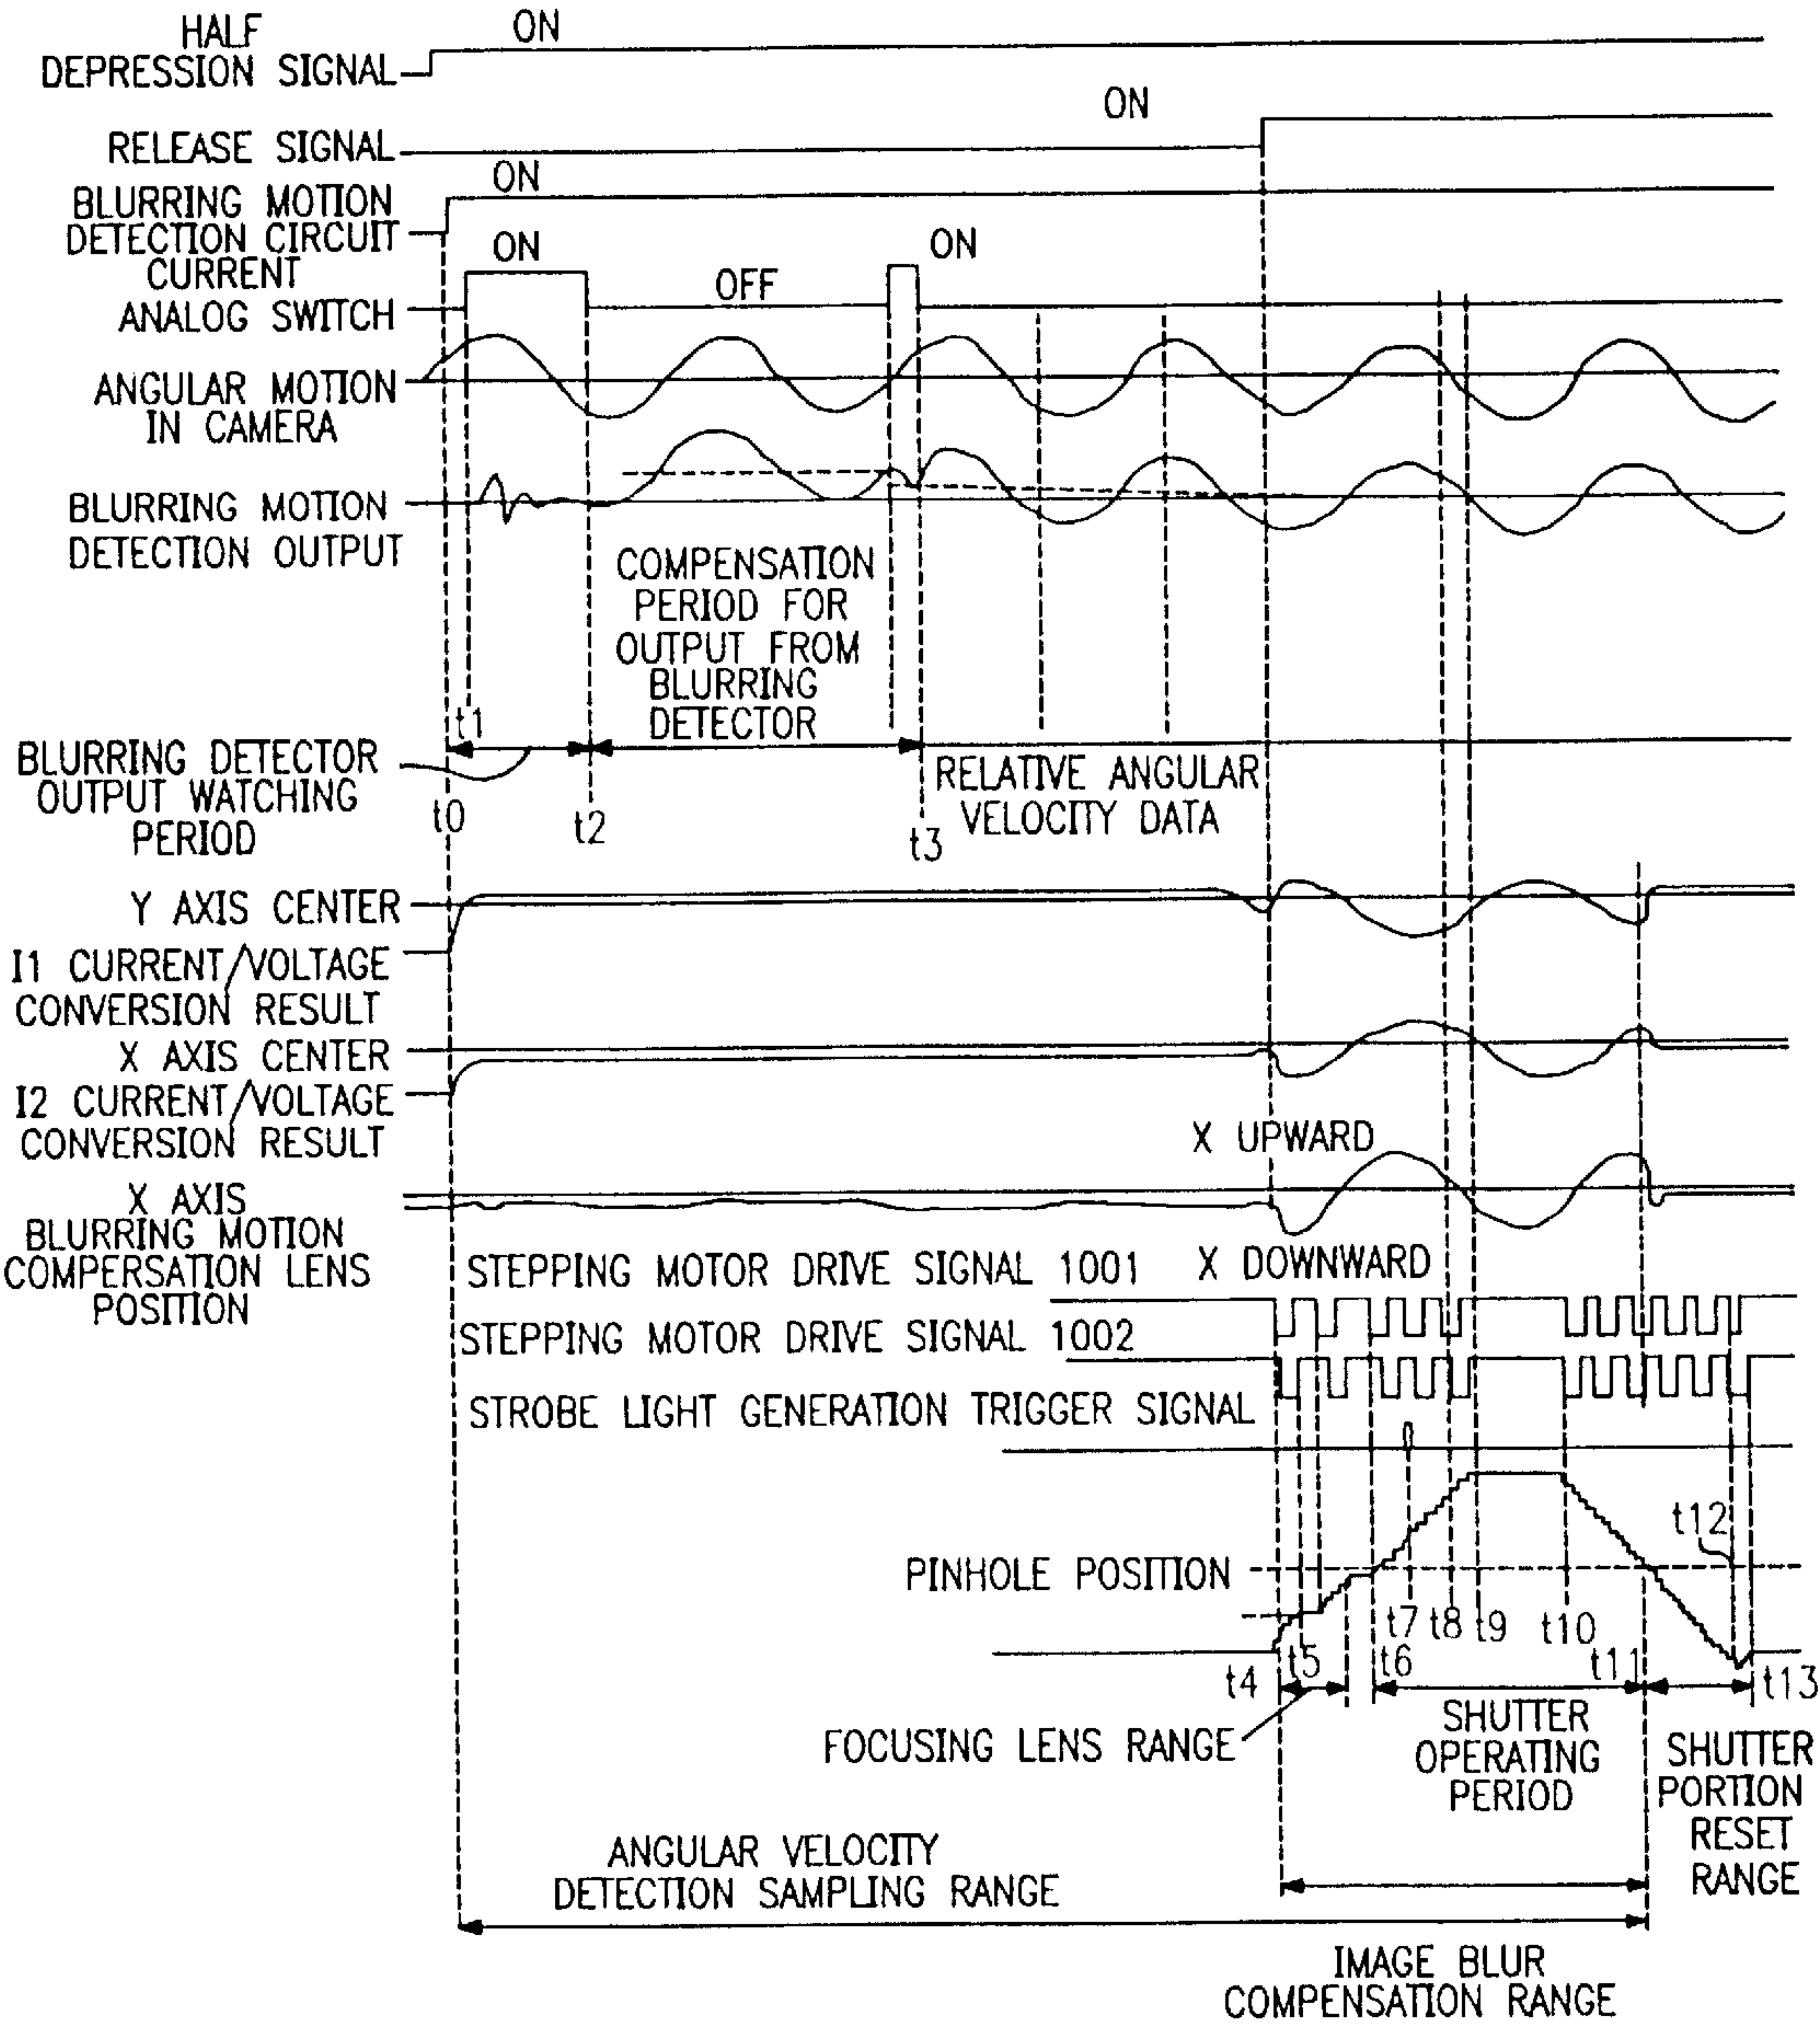 HALF
DEPRESSION SIGNAL
ON
RELEASE SIGNAL
ON
BLURRING MOTION
DETECTION CIRCUIT
CURRENT
ON
ANALOG SWITCH
ON
OFF
ON
ANGULAR MOTION
IN CAMERA
BLURRING MOTION
DETECTION OUTPUT
COMPENSATION
PERIOD FOR
OUTPUT FROM
BLURRING
DETECTOR
t1
BLURRING DETECTOR
OUTPUT WATCHING
PERIOD
t0
t2
t3
RELATIVE ANGULAR
VELOCITY DATA
Y AXIS CENTER
I1 CURRENT/VOLTAGE
CONVERSION RESULT
X AXIS CENTER
I2 CURRENT/VOLTAGE
CONVERSION RESULT
X UPWARD
X AXIS
BLURRING MOTION
COMPERSATION LENS
POSITION
X DOWNWARD
STEPPING MOTOR DRIVE SIGNAL 1001
STEPPING MOTOR DRIVE SIGNAL 1002
STROBE LIGHT GENERATION TRIGGER SIGNAL
PINHOLE POSITION
t12
t7
t8
t9
t10
t4
t5
t6
t11
t13
FOCUSING LENS RANGE
SHUTTER
OPERATING
PERIOD
SHUTTER
PORTION
RESET
RANGE
ANGULAR VELOCITY
DETECTION SAMPLING RANGE
IMAGE BLUR
COMPENSATION RANGE